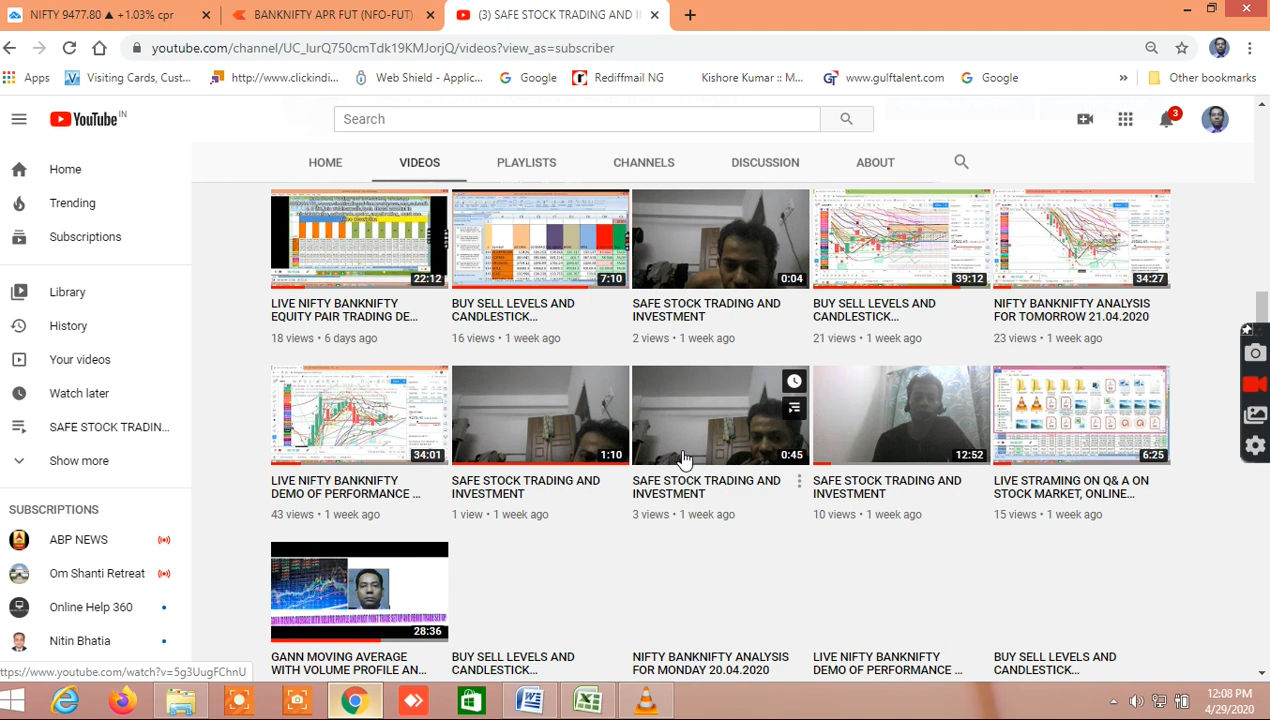 NIFTY 9477.80 ▲ +1.03% cpr
BANKNIFTY APR FUT (NFO-FUT)
(3) SAFE STOCK TRADING AND I
youtube.com/channel/UC_IurQ750cmTdk19KMJorjQ/videos?view_as=subscriber
Apps
Visiting Cards, Cust...
http://www.clickindi...
Web Shield - Applic...
Google
Rediffmail NG
Kishore Kumar :: M...
www.gulftalent.com
Google
Other bookmarks
YouTube IN
Search
3
HOME
VIDEOS
PLAYLISTS
CHANNELS
DISCUSSION
ABOUT
Home
Trending
Subscriptions
Library
History
Your videos
Watch later
SAFE STOCK TRADIN...
Show more
SUBSCRIPTIONS
ABP NEWS
Om Shanti Retreat
Online Help 360
Nitin Bhatia
22:12
LIVE NIFTY BANKNIFTY
EQUITY PAIR TRADING DE...
18 views • 6 days ago
7:10
BUY SELL LEVELS AND
CANDLESTICK...
16 views • 1 week ago
0:04
SAFE STOCK TRADING AND
INVESTMENT
2 views • 1 week ago
39:12
BUY SELL LEVELS AND
CANDLESTICK...
21 views • 1 week ago
34:27
NIFTY BANKNIFTY ANALYSIS
FOR TOMORROW 21.04.2020
23 views • 1 week ago
34:01
LIVE NIFTY BANKNIFTY
DEMO OF PERFORMANCE ...
43 views • 1 week ago
1:10
SAFE STOCK TRADING AND
INVESTMENT
1 view • 1 week ago
0:45
SAFE STOCK TRADING AND
INVESTMENT
3 views • 1 week ago
12:52
SAFE STOCK TRADING AND
INVESTMENT
10 views • 1 week ago
6:25
LIVE STRAMING ON Q& A ON
STOCK MARKET, ONLINE...
15 views • 1 week ago
28:36
GANN MOVING AVERAGE
WITH VOLUME PROFILE AN...
BUY SELL LEVELS AND
CANDLESTICK...
NIFTY BANKNIFTY ANALYSIS
FOR MONDAY 20.04.2020
LIVE NIFTY BANKNIFTY
DEMO OF PERFORMANCE ...
BUY SELL LEVELS AND
CANDLESTICK...
https://www.youtube.com/watch?v=5g3UugFChnU
12:08 PM
4/29/2020